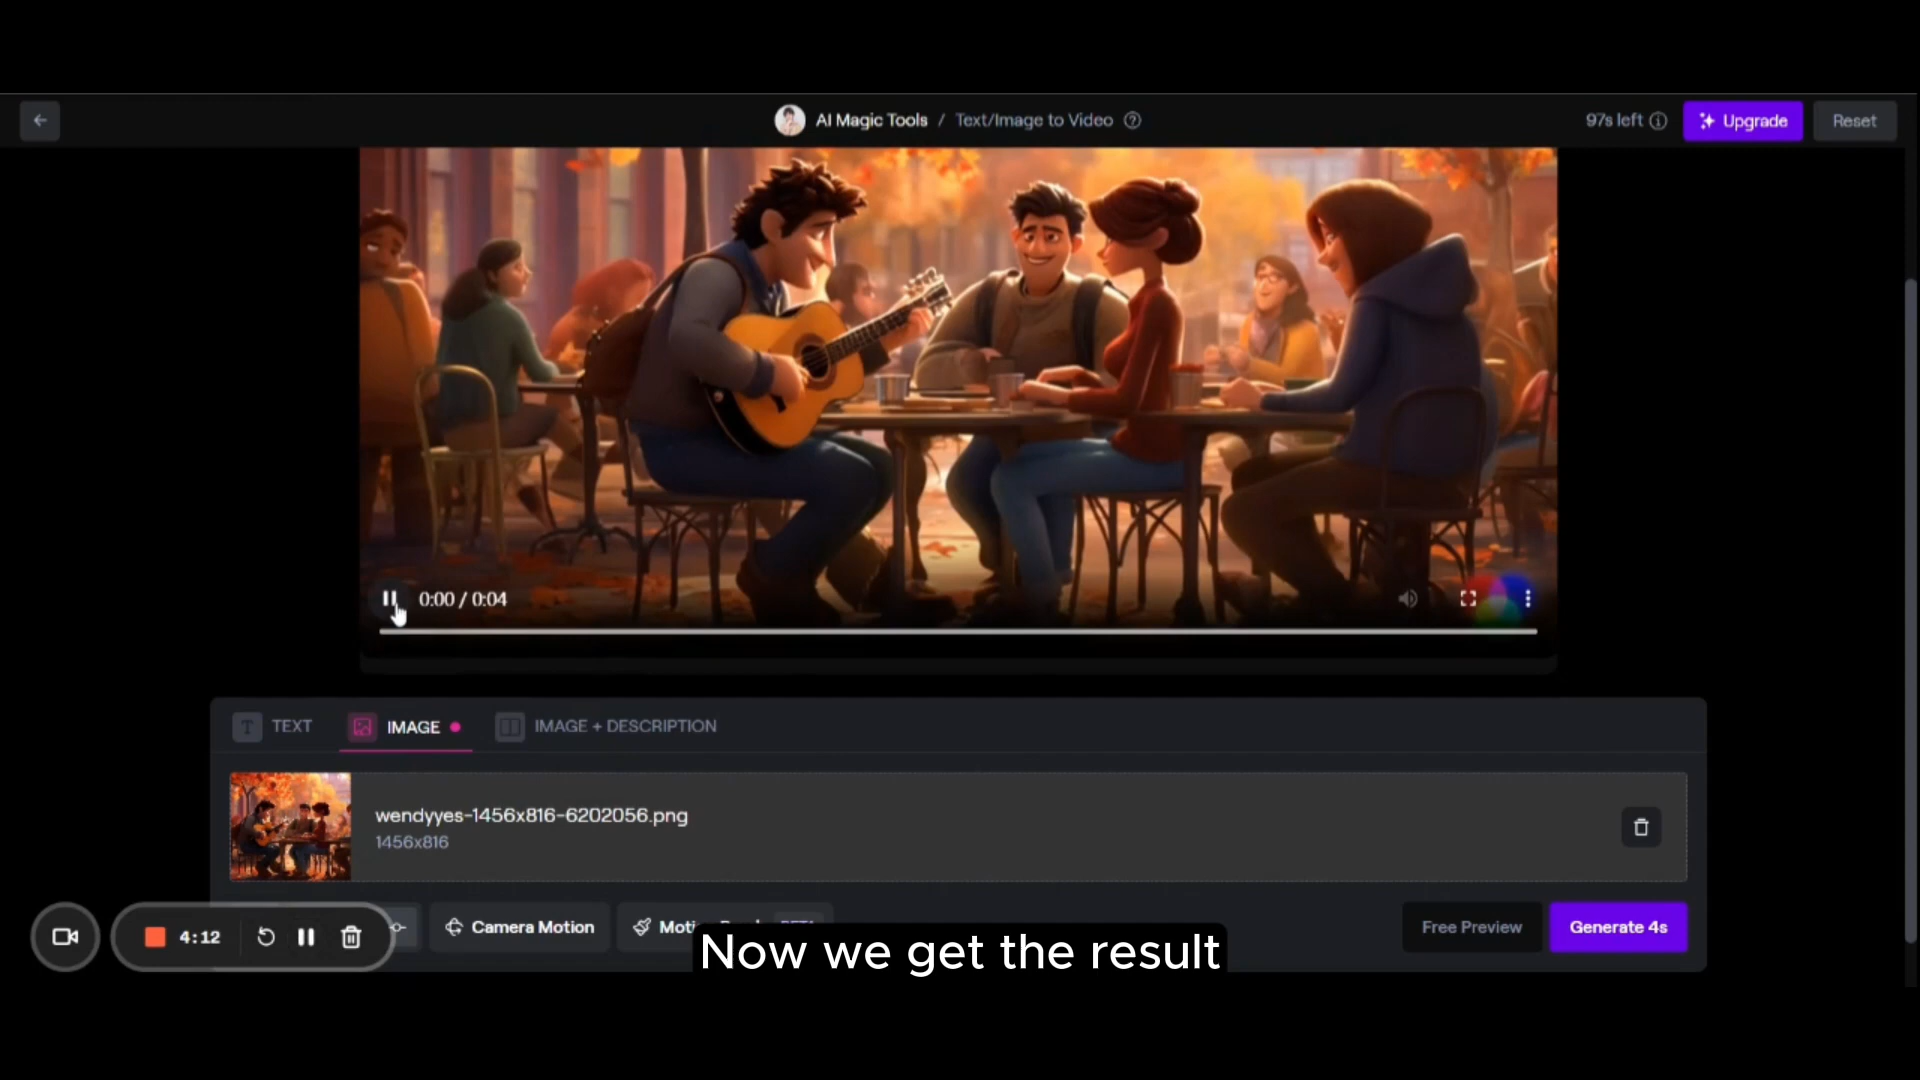 AI Magic Tools / Text/Image to Video
97s left
Upgrade
Reset
0:00 / 0:04
TEXT
IMAGE
IMAGE + DESCRIPTION
wendyyes-1456x816-6202056.png
1456x816
4:12
Camera Motion
Free Preview
Generate 4s
Now we get the result